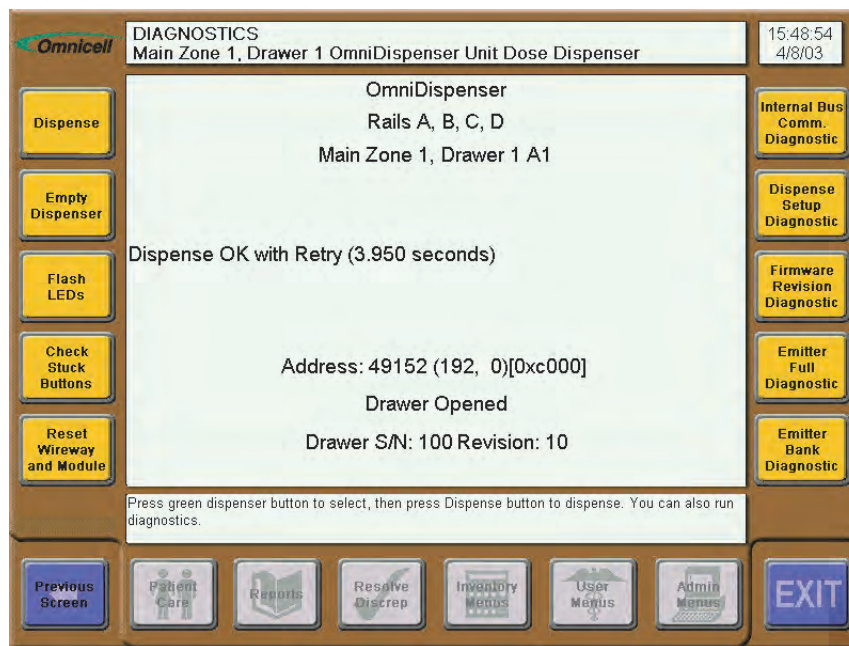 Omnicell
DIAGNOSTICS
Main Zone 1, Drawer 1 OmniDispenser Unit Dose Dispenser
15:48:54
4/8/03
Dispense
Empty
Dispenser
Flash
LEDs
Check
Stuck
Buttons
Reset
Wireway
and Module
OmniDispenser
Rails A, B, C, D
Main Zone 1, Drawer 1 A1
Dispense OK with Retry (3.950 seconds)
Address: 49152 (192, 0)[0xc000]
Drawer Opened
Drawer S/N: 100 Revision: 10
Internal Bus
Comm.
Diagnostic
Dispense
Setup
Diagnostic
Firmware
Revision
Diagnostic
Emitter
Full
Diagnostic
Emitter
Bank
Diagnostic
Press green dispenser button to select, then press Dispense button to dispense. You can also run
diagnostics.
Previous
Screen
Patient
Care
Reports
Resolve
Discrep
Inventory
Menus
User
Menus
Admin
Menus
EXIT